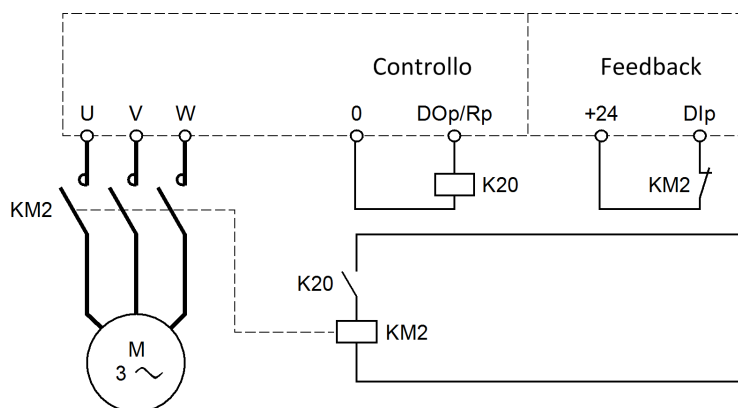 Controllo Feedback
U V W 0 DOp/Rp +24 DIp
K20 KM2
KM2
K20
KM2
M
3